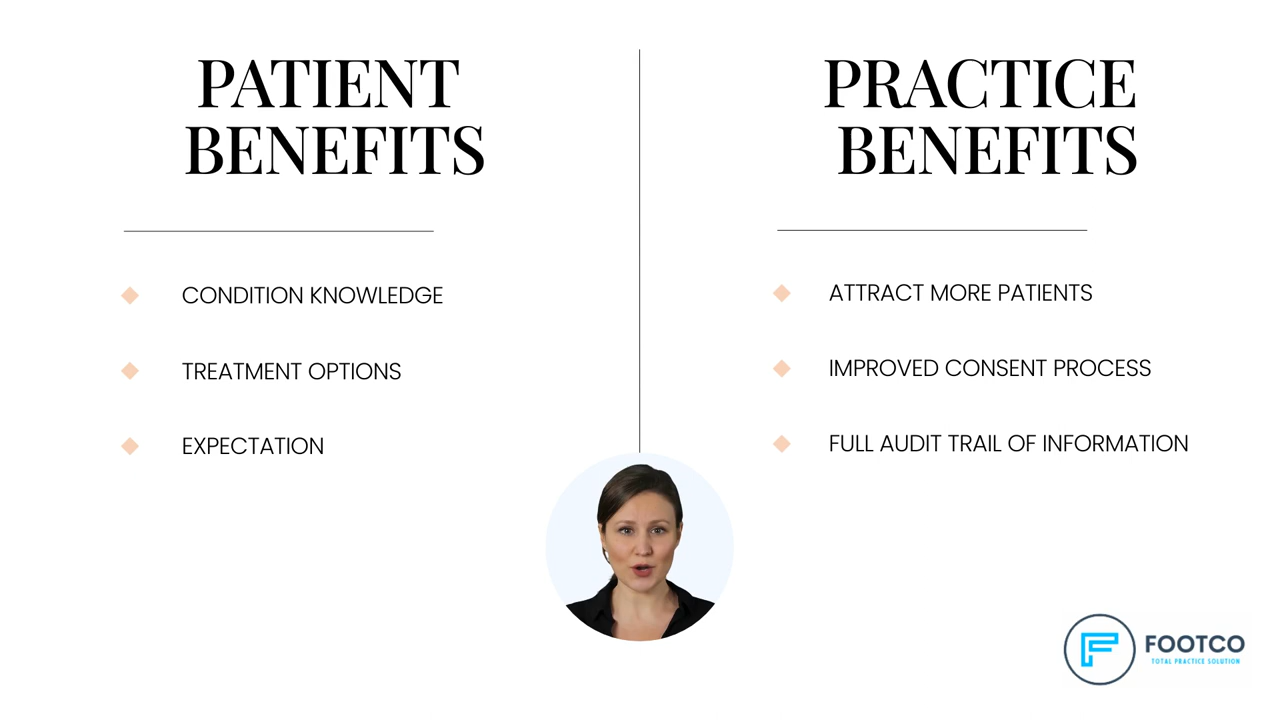 PATIENT
BENEFITS
CONDITION KNOWLEDGE
TREATMENT OPTIONS
EXPECTATION
PRACTICE
BENEFITS
ATTRACT MORE PATIENTS
IMPROVED CONSENT PROCESS
FULL AUDIT TRAIL OF INFORMATION
FOOTCO
TOTAL PRACTICE SOLUTION